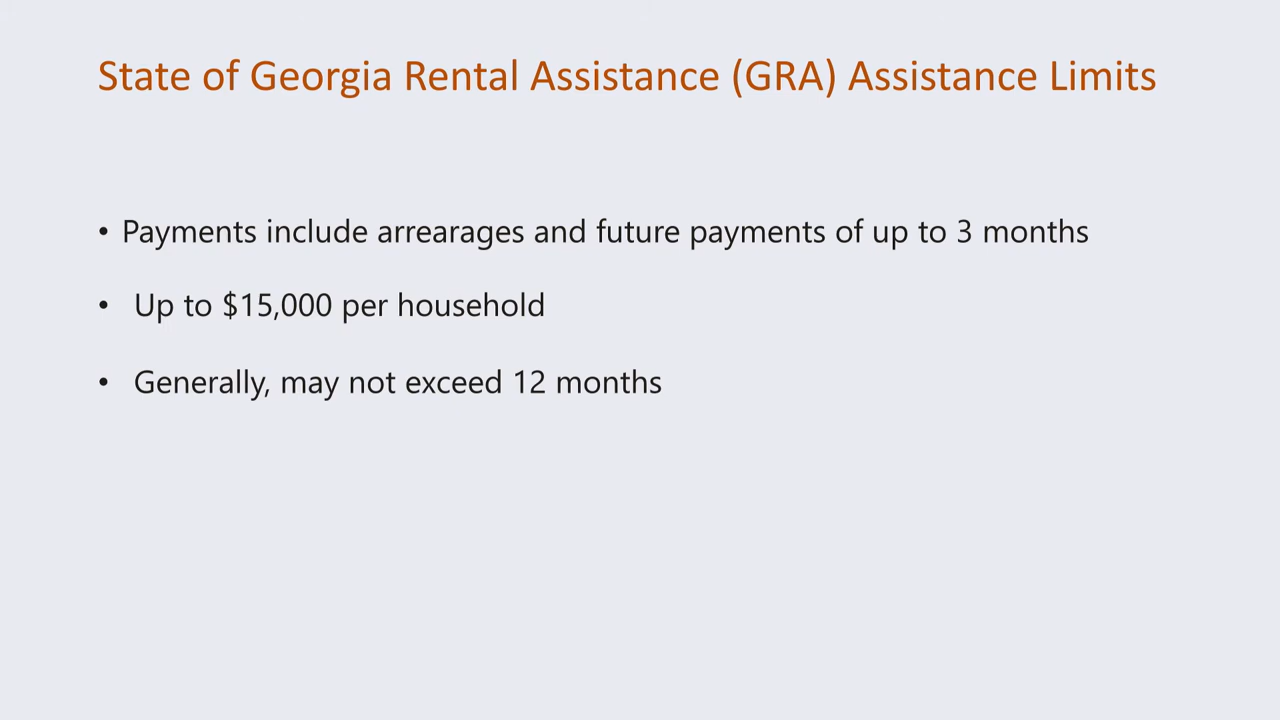 State of Georgia Rental Assistance (GRA) Assistance Limits
• Payments include arrearages and future payments of up to 3 months
• Up to $15,000 per household
• Generally, may not exceed 12 months